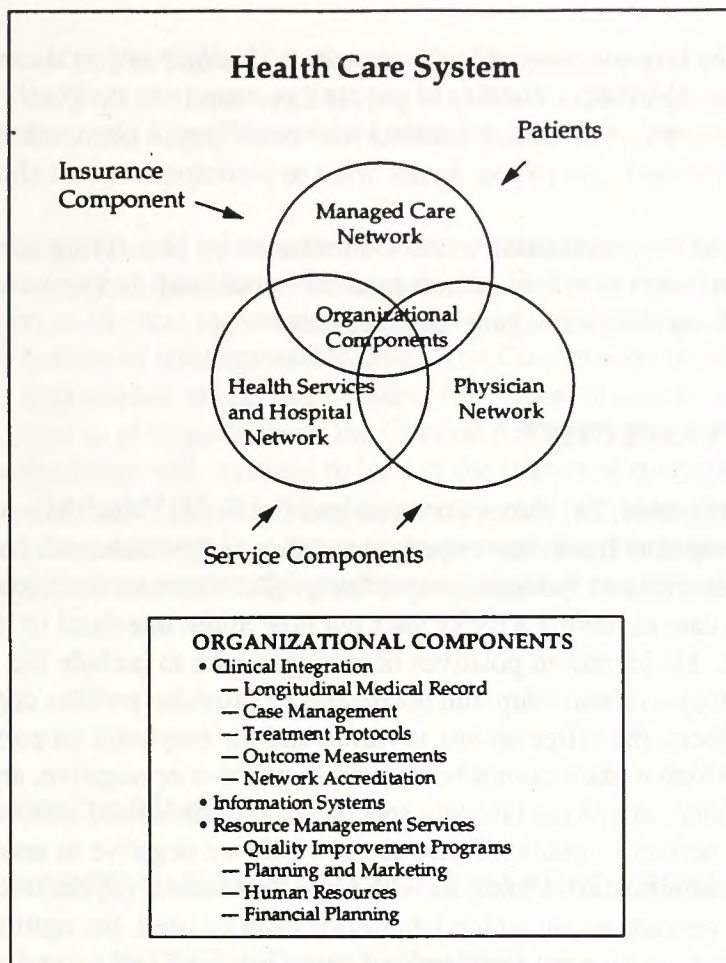 Health Care System
Patients
Insurance
Component
Managed Care
Network
Organizational
Components
Health Services
and Hospital
Network
Physician
Network
Service Components
ORGANIZATIONAL COMPONENTS
• Clinical Integration
— Longitudinal Medical Record
— Case Management
— Treatment Protocols
— Outcome Measurements
— Network Accreditation
• Information Systems
• Resource Management Services
— Quality Improvement Programs
— Planning and Marketing
— Human Resources
— Financial Planning